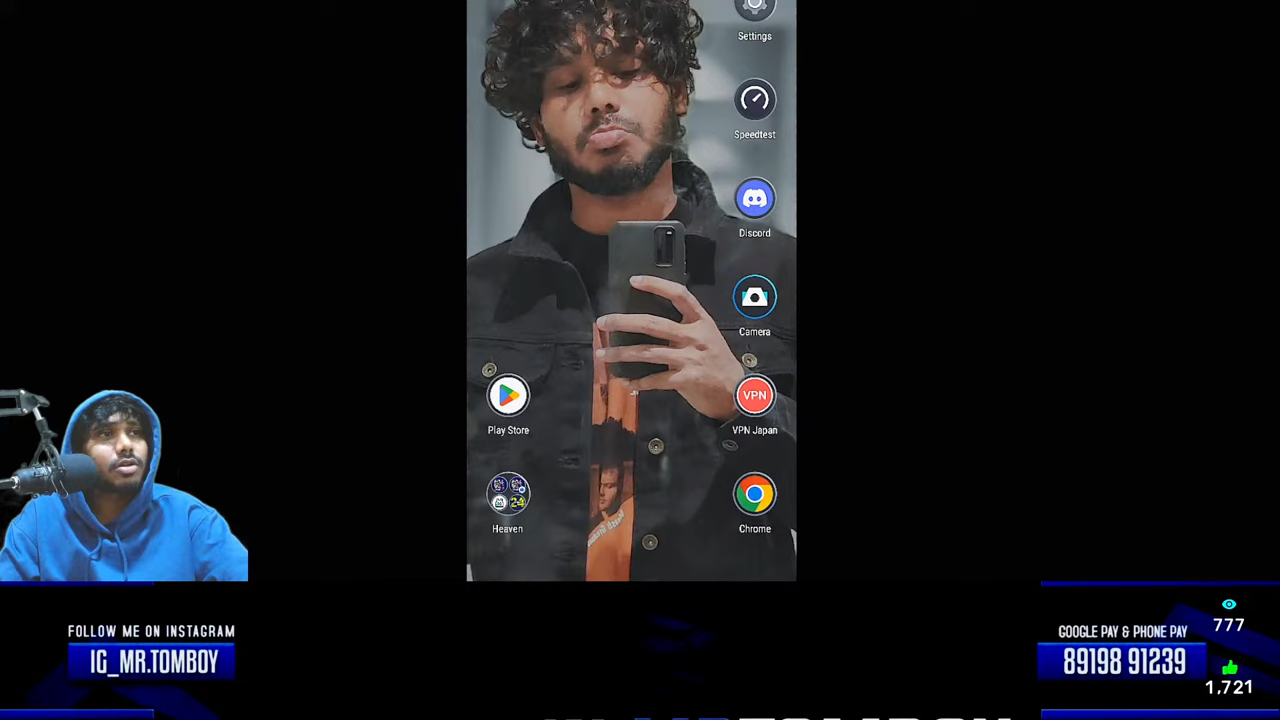 Settings
Speedtest
Discord
Camera
Play Store
VPN
VPN Japan
24
Heaven
Chrome
FOLLOW ME ON INSTAGRAM
IG_MR.TOMBOY
GOOGLE PAY & PHONE PAY
89198 91239
777
1,721